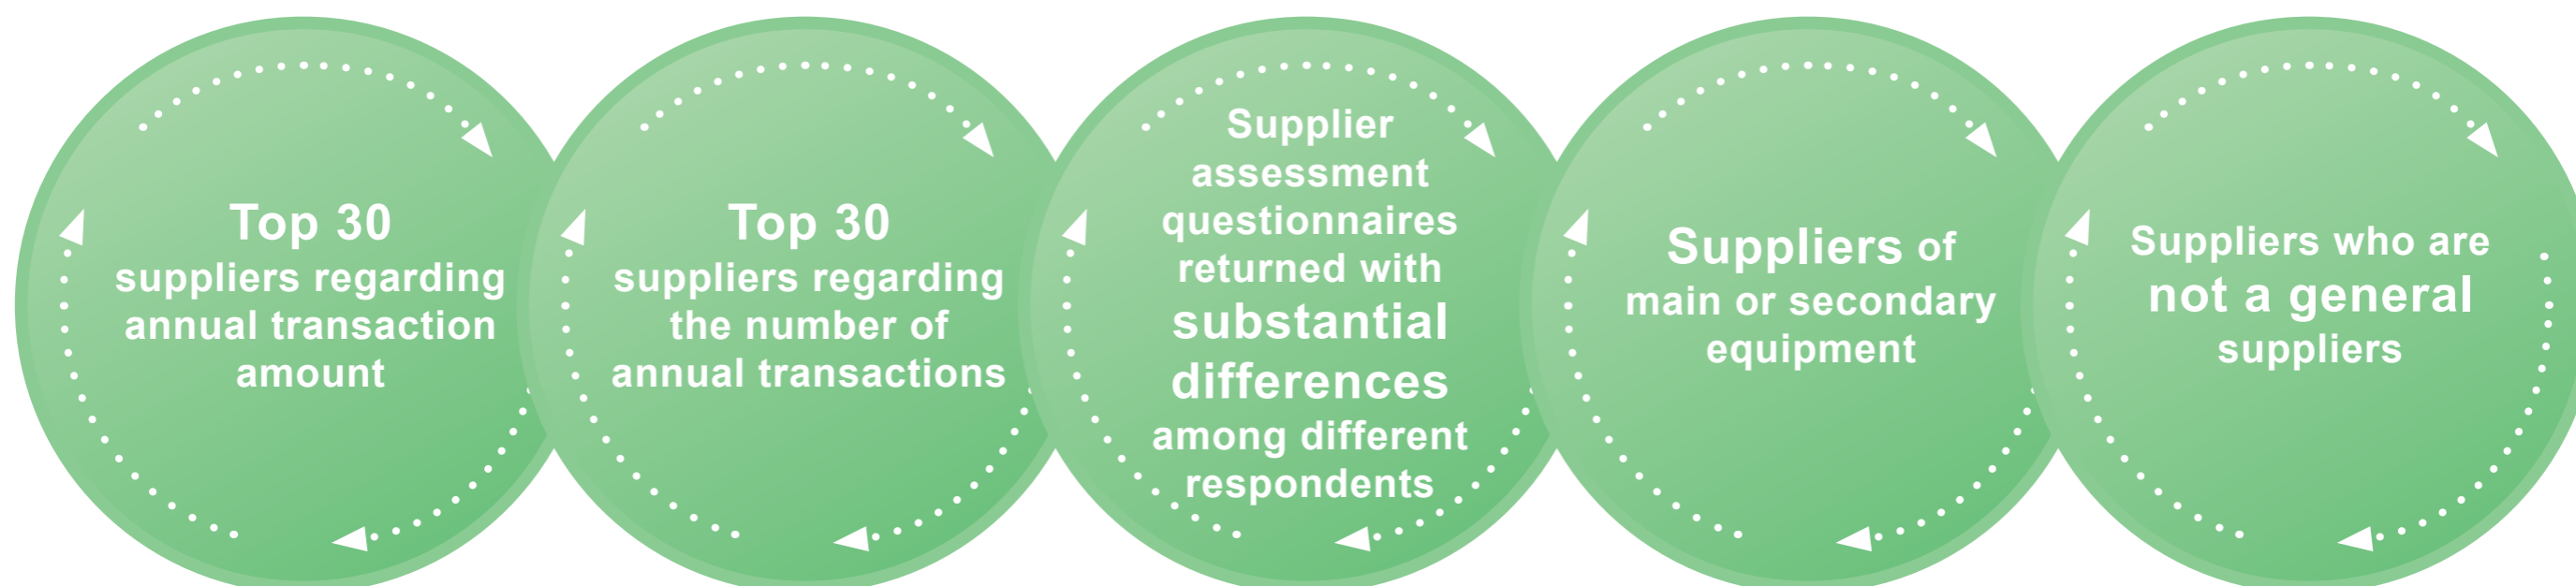 Top 30
suppliers regarding
annual transaction
amount
Top 30
suppliers regarding
the number of
annual transactions
Supplier
assessment
questionnaires
returned with
substantial
differences
among different
respondents
Suppliers of
main or secondary
equipment
Suppliers who are
not a general
suppliers